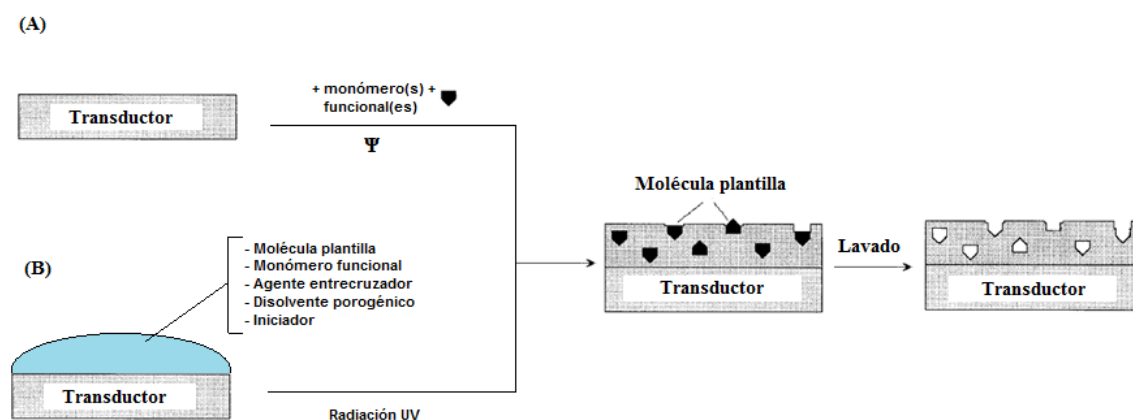 (A)
Transductor
+ monómero(s) +
funcional(es)
Ψ
(B)
- Molécula plantilla
- Monómero funcional
- Agente entrecruzador
- Disolvente porogénico
- Iniciador
Transductor
Radiación UV
Molécula plantilla
Transductor
Lavado
Transductor